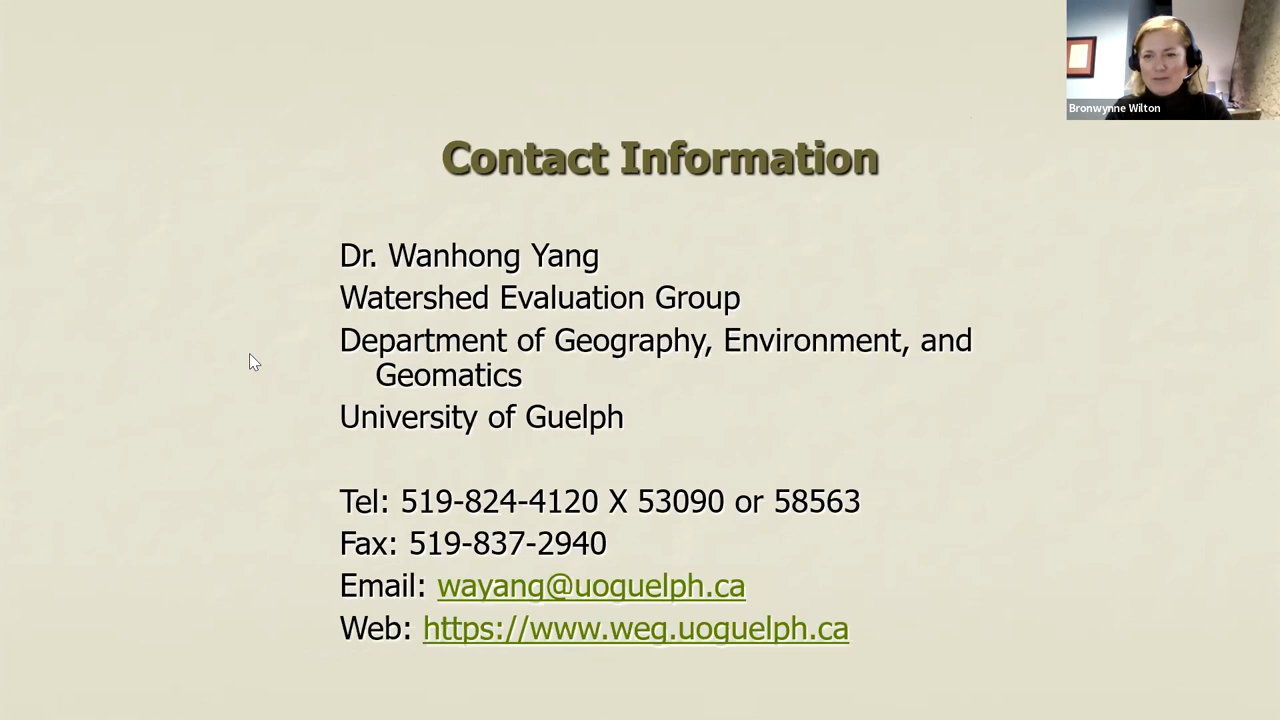 Bronwynne Wilton
Contact Information
Dr. Wanhong Yang
Watershed Evaluation Group
Department of Geography, Environment, and
Geomatics
University of Guelph
Tel: 519-824-4120 X 53090 or 58563
Fax: 519-837-2940
Email: wayang@uoguelph.ca
Web: https://www.weg.uoguelph.ca